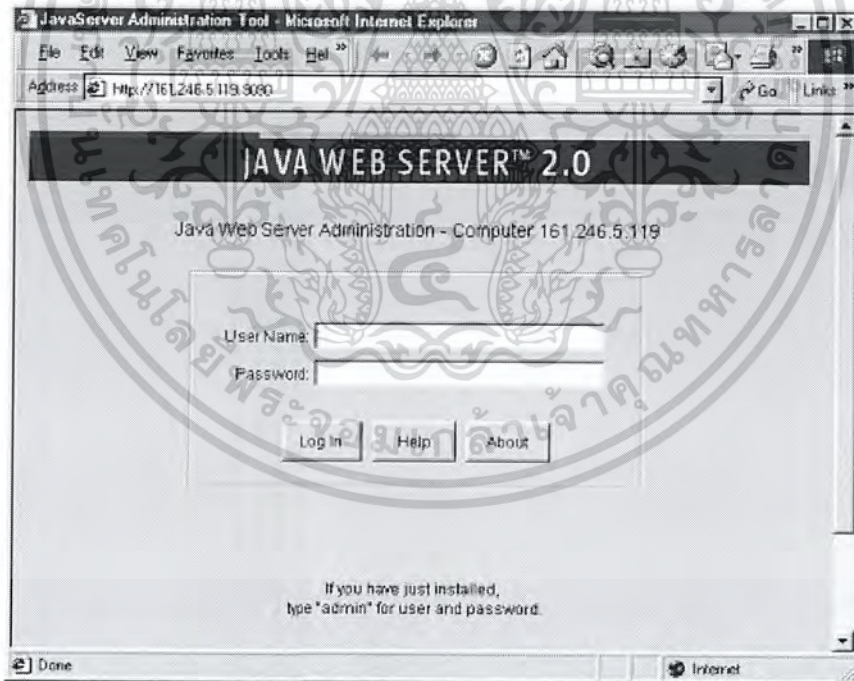 JavaServer Administration Tool - Microsoft Internet Explorer
File Edit View Favorites Tools Hel »
Address http://161.246.5.119:9090 Go Links »
JAVA WEB SERVER™ 2.0
Java Web Server Administration - Computer 161.246.5.119
User Name:
Password:
Log In Help About
If you have just installed,
type "admin" for user and password.
Done Internet